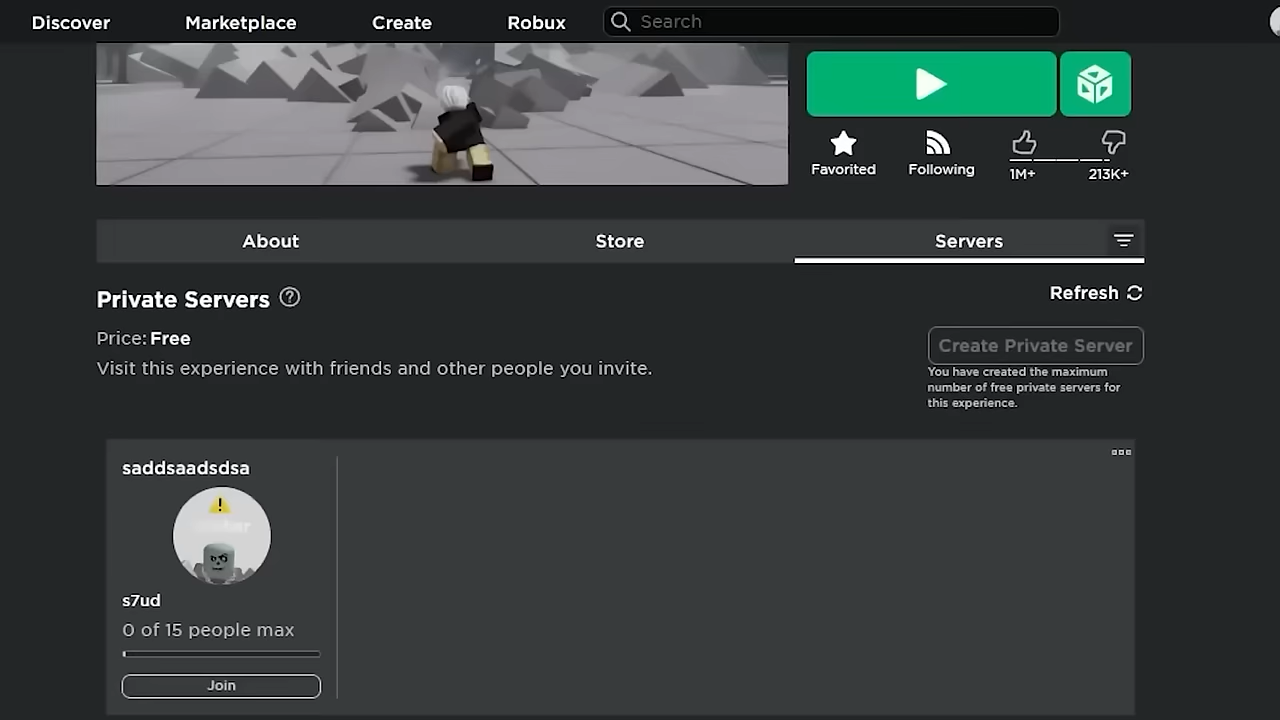 Discover Marketplace Create Robux Search
Favorited Following 1M+ 213K+
About Store Servers
Private Servers
Refresh
Price: Free
Create Private Server
Visit this experience with friends and other people you invite.
You have created the maximum
number of free private servers for
this experience.
saddsaadsdsa
s7ud
0 of 15 people max
Join